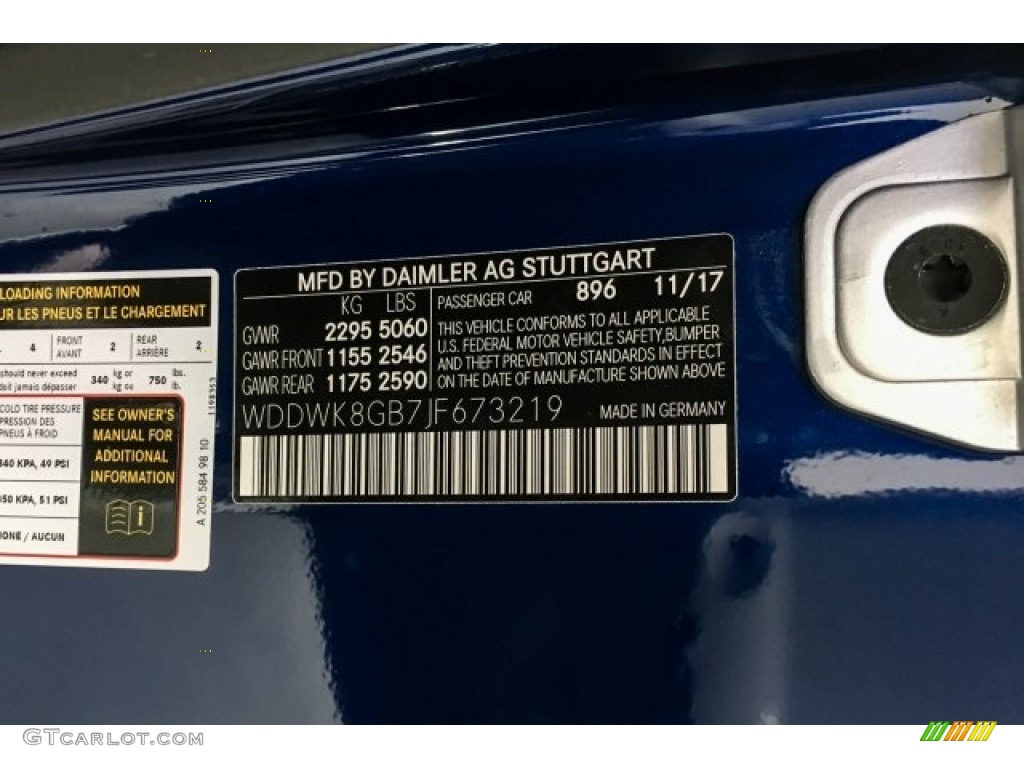 LOADING INFORMATION
UR LES PNEUS ET LE CHARGEMENT
4 FRONT AVANT 2 REAR ARRIÈRE 2
should never exceed
doit jamais dépasser 340 kg or kg ou 750 lbs. lb.
COLD TIRE PRESSURE
PRESSION DES
PNEUS À FROID
340 KPA, 49 PSI
350 KPA, 51 PSI
NONE / AUCUN
SEE OWNER'S
MANUAL FOR
ADDITIONAL
INFORMATION
i
1198353
A 205 584 98 10
MFD BY DAIMLER AG STUTTGART
KG LBS
GVWR 2295 5060
GAWR FRONT 1155 2546
GAWR REAR 1175 2590
PASSENGER CAR 896 11/17
THIS VEHICLE CONFORMS TO ALL APPLICABLE
U.S. FEDERAL MOTOR VEHICLE SAFETY,BUMPER
AND THEFT PREVENTION STANDARDS IN EFFECT
ON THE DATE OF MANUFACTURE SHOWN ABOVE
WDDWK8GB7JF673219 MADE IN GERMANY
GTcarlot.com